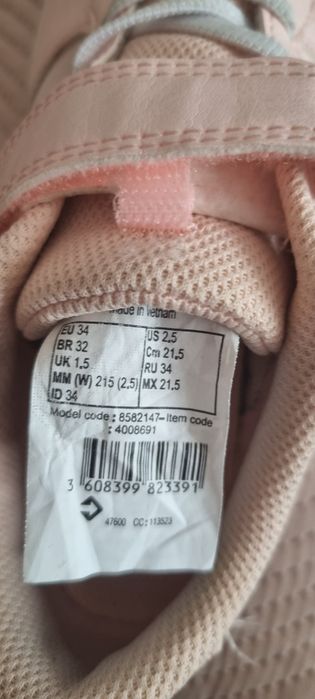 made in Vietnam
EU 34 US 2.5
BR 32 Cm 21.5
UK 1.5 RU 34
MM (W) 215 (2,5) MX 21.5
ID 34
Model code : 8582147-Item code
: 4008691
3 608399 823391
47600 CC: 113523